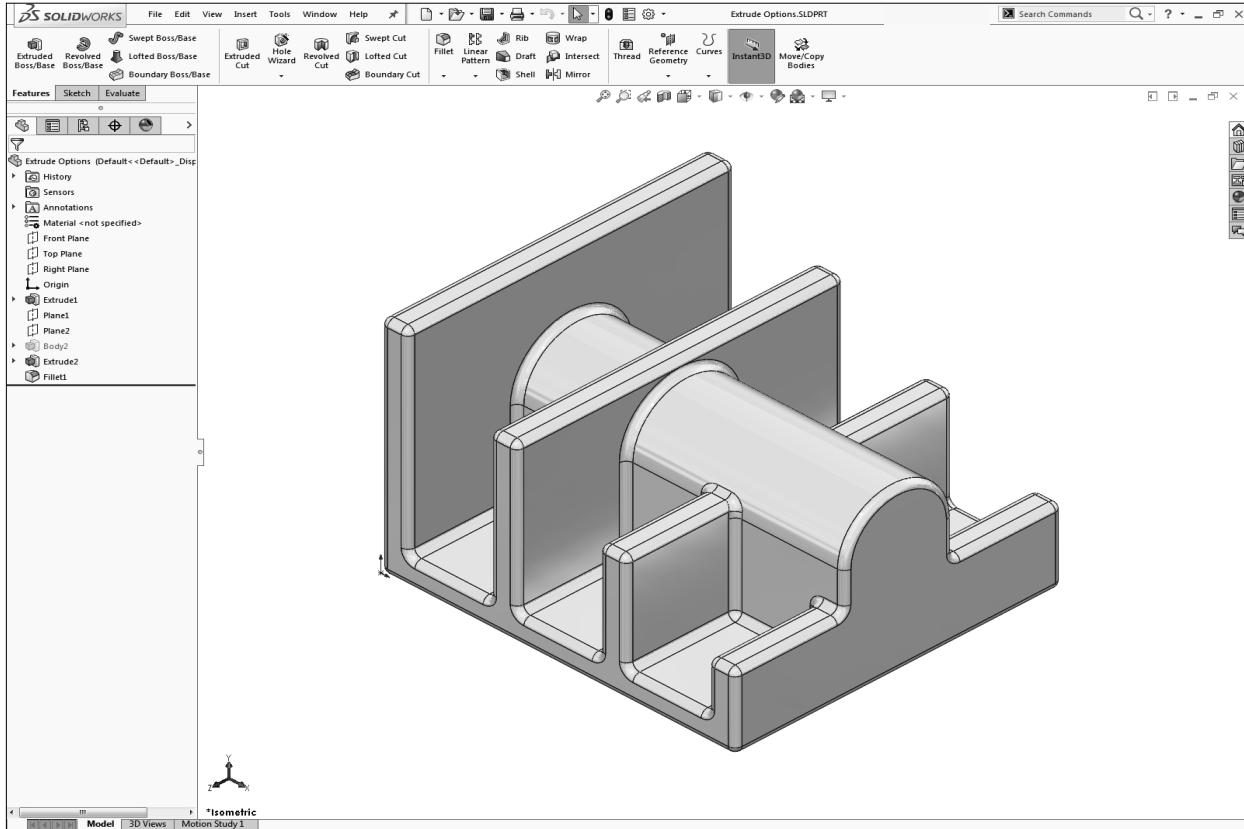 SOLIDWORKS File Edit View Insert Tools Window Help Extrude Options.SLDPRT Search Commands ?
Extruded Boss/Base
Revolved Boss/Base
Swept Boss/Base
Lofted Boss/Base
Boundary Boss/Base
Extruded Cut
Hole Wizard
Revolved Cut
Swept Cut
Lofted Cut
Boundary Cut
Fillet
Linear Pattern
Rib
Draft
Shell
Wrap
Intersect
Mirror
Thread
Reference Geometry
Curves
Instant3D
Move/Copy Bodies
Features Sketch Evaluate
Extrude Options (Default<<Default>_Disp
History
Sensors
Annotations
Material <not specified>
Front Plane
Top Plane
Right Plane
Origin
Extrude1
Plane1
Plane2
Body2
Extrude2
Fillet1
Y
Z
X
*Isometric
Model 3D Views Motion Study 1